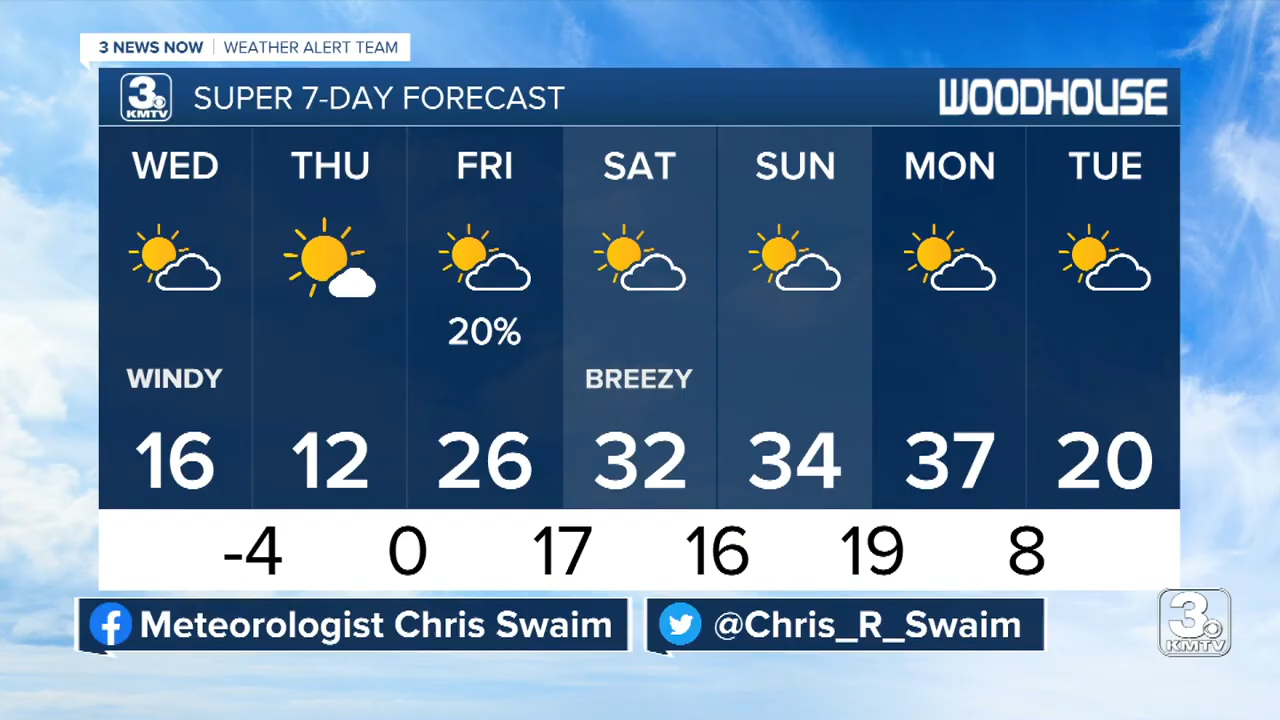 3 NEWS NOW | WEATHER ALERT TEAM
3 KMTV SUPER 7-DAY FORECAST WOODHOUSE
WED THU FRI SAT SUN MON TUE
20%
WINDY BREEZY
16 12 26 32 34 37 20
-4 0 17 16 19 8
Meteorologist Chris Swaim @Chris_R_Swaim
3 KMTV